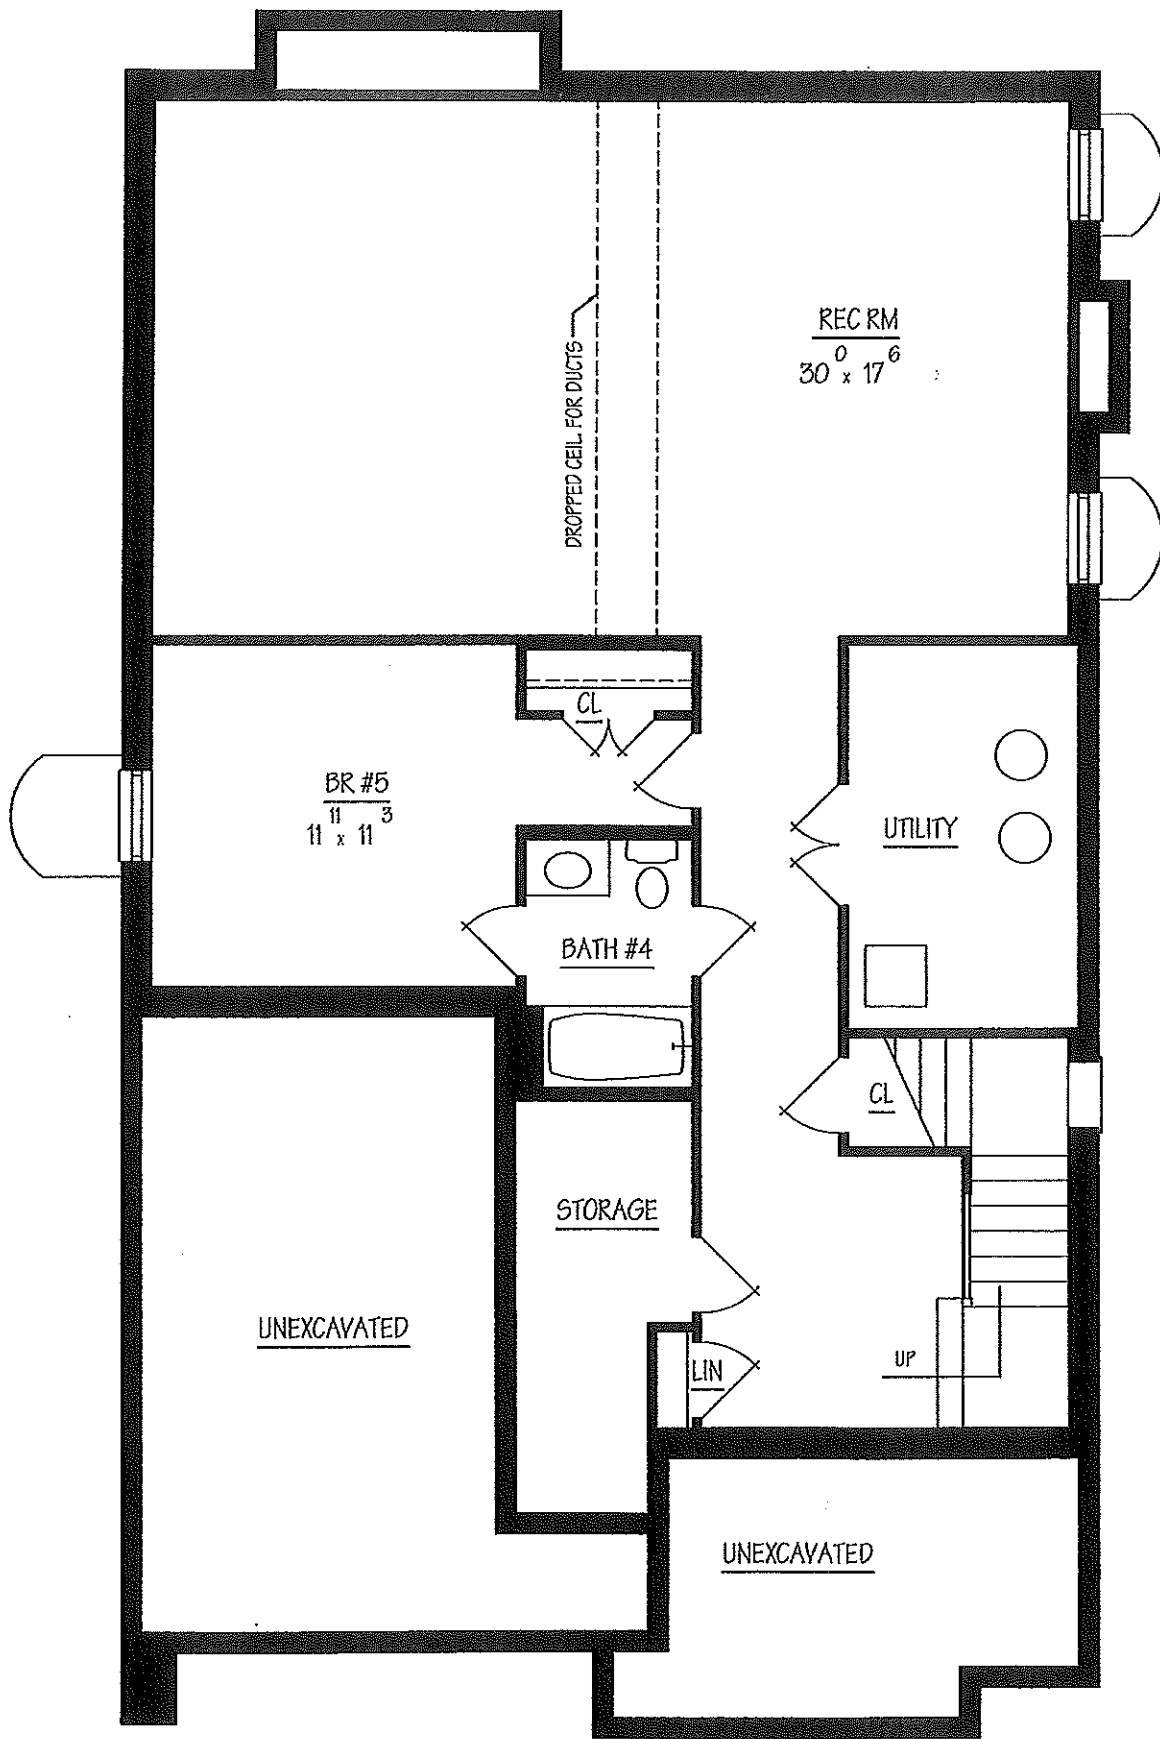 REC RM
30⁰ x 17⁶
DROPPED CEIL. FOR DUCTS
CL
BR #5
11¹¹ x 11³
UTILITY
BATH #4
CL
STORAGE
UNEXCAVATED
LIN
UP
UNEXCAVATED